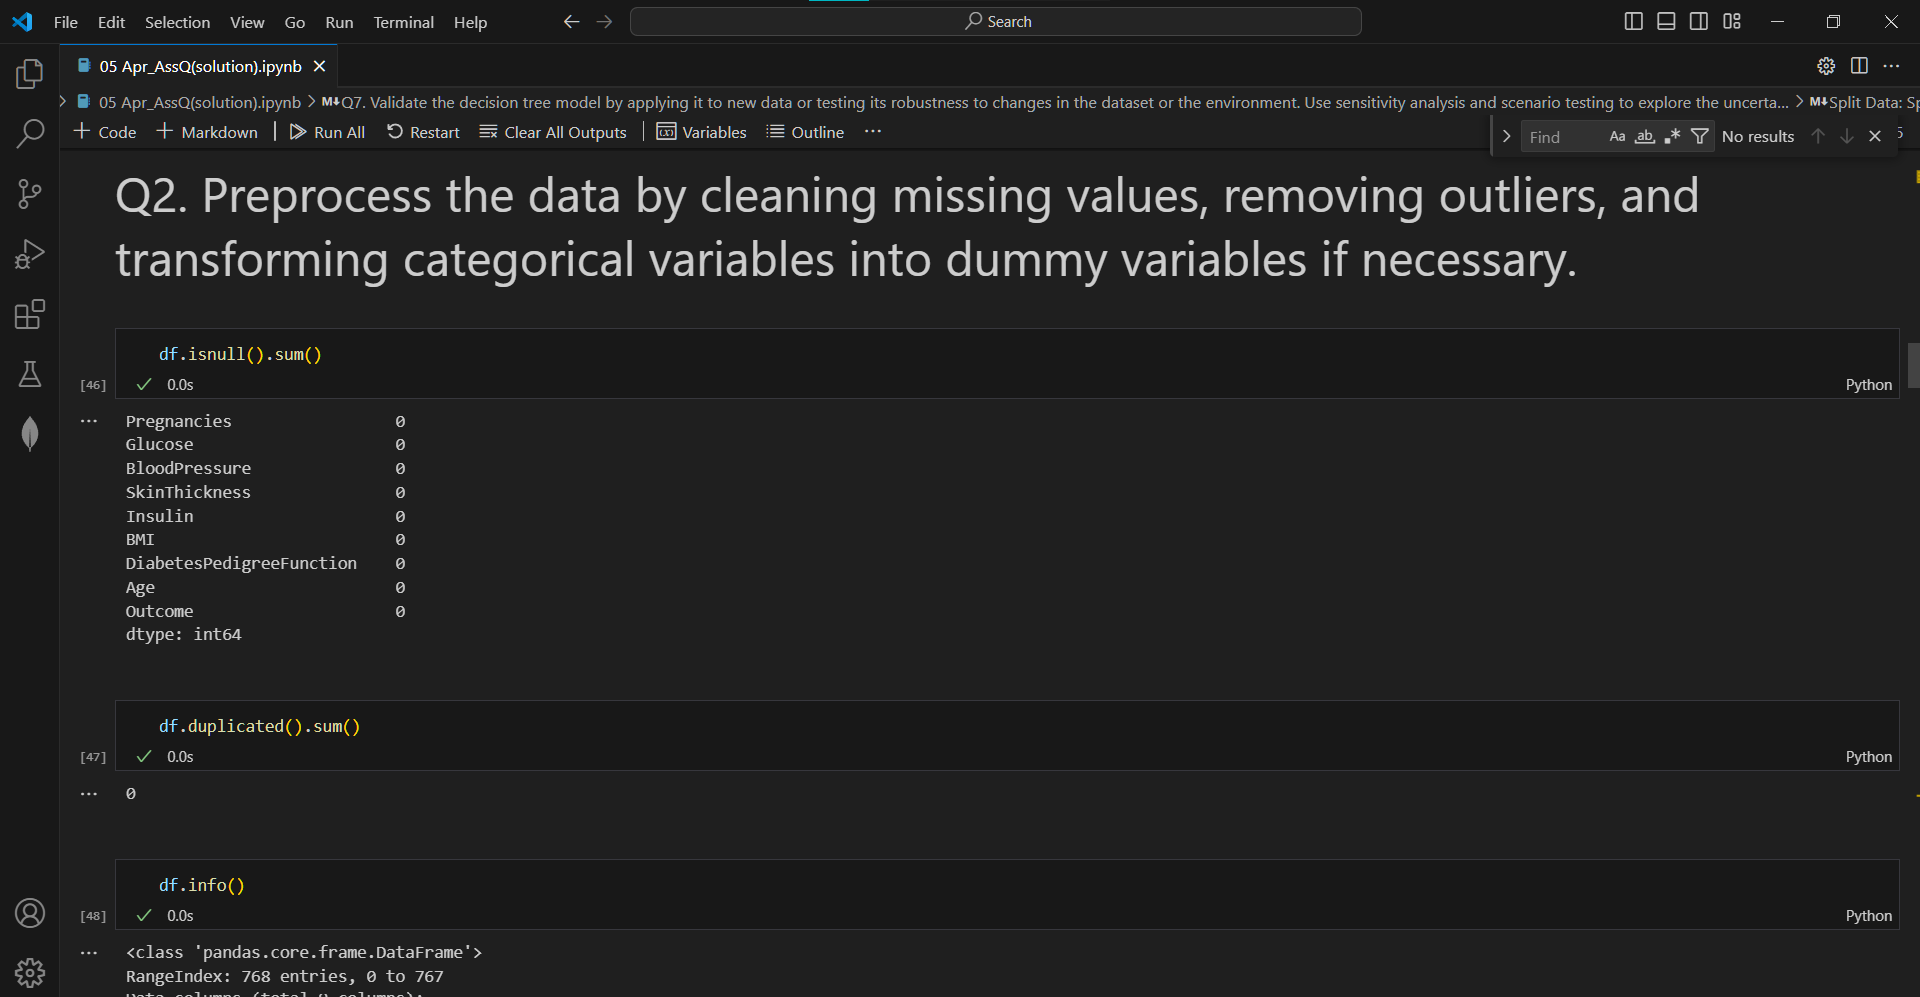 File Edit Selection View Go Run Terminal Help
Search
05 Apr_AssQ(solution).ipynb
05 Apr_AssQ(solution).ipynb > M↓Q7. Validate the decision tree model by applying it to new data or testing its robustness to changes in the dataset or the environment. Use sensitivity analysis and scenario testing to explore the uncerta... > M↓Split Data: Sp
+ Code + Markdown | Run All Restart Clear All Outputs | Variables Outline ...
Find Aa ab .* No results
Q2. Preprocess the data by cleaning missing values, removing outliers, and
transforming categorical variables into dummy variables if necessary.
df.isnull().sum()
[46] 0.0s Python
Pregnancies 0
Glucose 0
BloodPressure 0
SkinThickness 0
Insulin 0
BMI 0
DiabetesPedigreeFunction 0
Age 0
Outcome 0
dtype: int64
df.duplicated().sum()
[47] 0.0s Python
0
df.info()
[48] 0.0s Python
<class 'pandas.core.frame.DataFrame'>
RangeIndex: 768 entries, 0 to 767